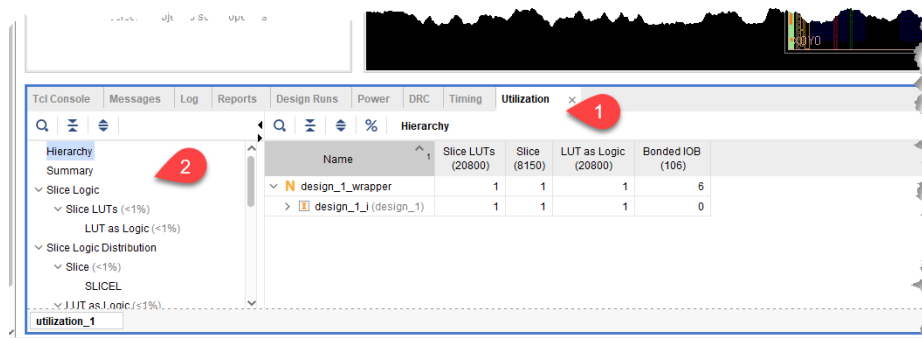 Tcl Console Messages Log Reports Design Runs Power DRC Timing Utilization ×
1
% Hierarchy
Hierarchy
Summary
2
Slice Logic
Slice LUTs (<1%)
LUT as Logic (<1%)
Slice Logic Distribution
Slice (<1%)
SLICEL
LUT as Logic (<1%)
Name 1 Slice LUTs (20800) Slice (8150) LUT as Logic (20800) Bonded IOB (106)
N design_1_wrapper 1 1 1 6
design_1_i (design_1) 1 1 1 0
utilization_1